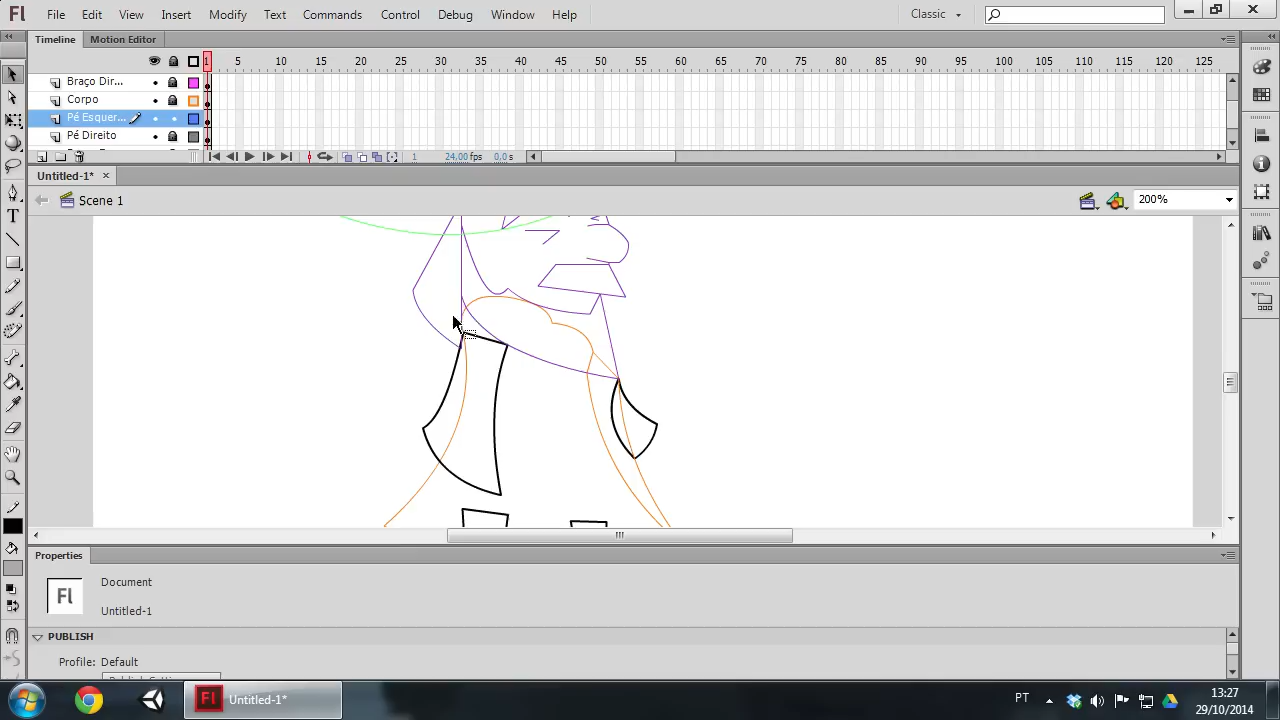 Fl File Edit View Insert Modify Text Commands Control Debug Window Help Classic
Timeline Motion Editor
1 5 10 15 20 25 30 35 40 45 50 55 60 65 70 75 80 85 90 95 100 105 110 115 120 125
Braço Dir...
Corpo
Pé Esquer...
Pé Direito
1 24.00 fps 0.0 s
Untitled-1*
Scene 1 200%
Properties
Document
Fl
Untitled-1
PUBLISH
Profile: Default
Fl Untitled-1* PT 13:27
29/10/2014